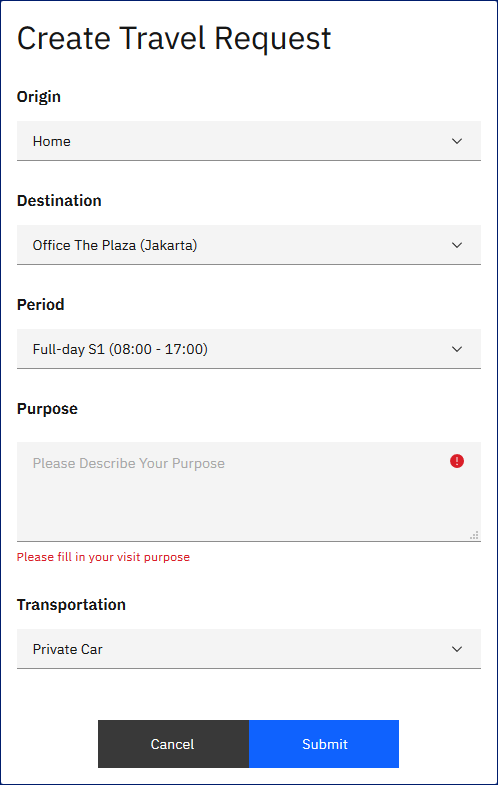 Create Travel Request
Origin
Home
Destination
Office The Plaza (Jakarta)
Period
Full-day S1 (08:00 - 17:00)
Purpose
Please Describe Your Purpose
Please fill in your visit purpose
Transportation
Private Car
Cancel
Submit